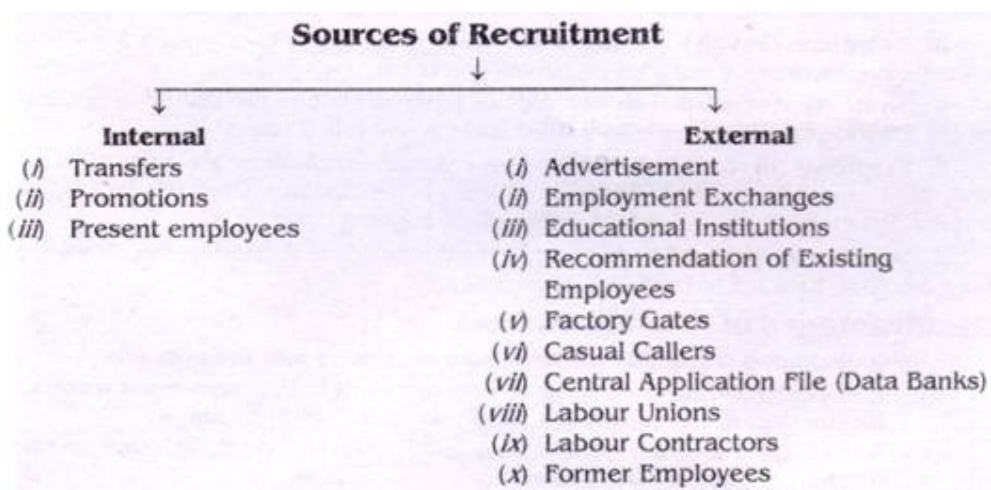 Sources of Recruitment
Internal
(i) Transfers
(ii) Promotions
(iii) Present employees
External
(i) Advertisement
(ii) Employment Exchanges
(iii) Educational Institutions
(iv) Recommendation of Existing
Employees
(v) Factory Gates
(vi) Casual Callers
(vii) Central Application File (Data Banks)
(viii) Labour Unions
(ix) Labour Contractors
(x) Former Employees